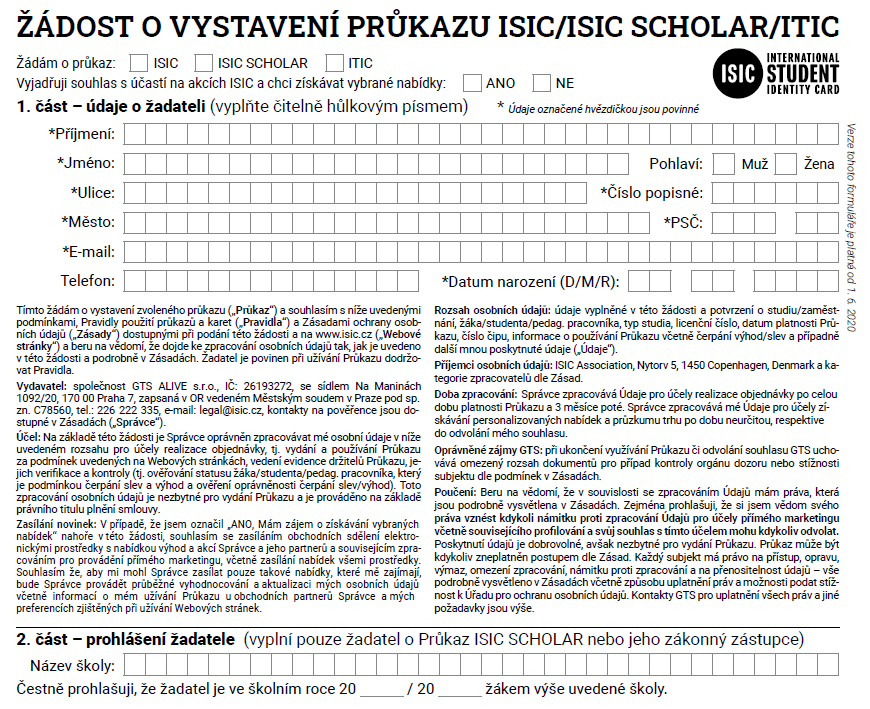 ŽÁDOST O VYSTAVENÍ PRŮKAZU ISIC/ISIC SCHOLAR/ITIC
Žádám o průkaz: ISIC ISIC SCHOLAR ITIC
Vyjadřuji souhlas s účastí na akcích ISIC a chci získávat vybrané nabídky: ANO NE
ISIC INTERNATIONAL
STUDENT
IDENTITY CARD
1. část – údaje o žadateli (vyplňte čitelně hůlkovým písmem) * Údaje označené hvězdičkou jsou povinné
*Příjmení:
*Jméno: Pohlaví: Muž Žena
*Ulice: *Číslo popisné:
*Město: *PSČ:
*E-mail:
Telefon: *Datum narození (D/M/R):
Verze tohoto formuláře je platná od 1. 6. 2020
Tímto žádám o vystavení zvoleného průkazu („Průkaz“) a souhlasím s níže uvedenými
podmínkami, Pravidly použití průkazů a karet („Pravidla“) a Zásadami ochrany osob-
ních údajů („Zásady“) dostupnými při podání této žádosti a na www.isic.cz („Webové
stránky“) a beru na vědomí, že dojde ke zpracování osobních údajů tak, jak je uvedeno
v této žádosti a podrobně v Zásadách. Žadatel je povinen při užívání Průkazu dodržo-
vat Pravidla.
Vydavatel: společnost GTS ALIVE s.r.o., IČ: 26193272, se sídlem Na Maninách
1092/20, 170 00 Praha 7, zapsaná v OR vedeném Městským soudem v Praze pod sp.
zn. C78560, tel.: 226 222 335, e-mail: legal@isic.cz, kontakty na pověřence jsou do-
stupné v Zásadách („Správce“).
Účel: Na základě této žádosti je Správce oprávněn zpracovávat mé osobní údaje v níže
uvedeném rozsahu pro účely realizace objednávky, tj. vydání a používání Průkazu
za podmínek uvedených na Webových stránkách, vedení evidence držitelů Průkazu, je-
jich verifikace a kontroly (tj. ověřování statusu žáka/studenta/pedag. pracovníka, který
je podmínkou čerpání slev a výhod a ověření oprávněnosti čerpání slev/výhod). Toto
zpracování osobních údajů je nezbytné pro vydání Průkazu a je prováděno na základě
právního titulu plnění smlouvy.
Zasílání novinek: V případě, že jsem označil „ANO, Mám zájem o získávání vybraných
nabídek“ nahoře v této žádosti, souhlasím se zasíláním obchodních sdělení elektro-
nickými prostředky s nabídkou výhod a akcí Správce a jeho partnerů a souvisejícím zpra-
cováním pro provádění přímého marketingu, včetně zasílání nabídek všemi prostředky.
Souhlasím se, aby mi mohl Správce zasílat pouze takové nabídky, které mě zajímají,
bude Správce provádět průběžné vyhodnocování a aktualizaci mých osobních údajů
včetně informací o mém užívání Průkazu u obchodních partnerů Správce a mých
preferencích zjištěných při užívání Webových stránek.
Rozsah osobních údajů: údaje vyplněné v této žádosti a potvrzení o studiu/zaměst-
nání, žáka/studenta/pedag. pracovníka, typ studia, licenční číslo, datum platnosti Prů-
kazu, číslo čipu, informace o používání Průkazu včetně čerpání výhod/slev a případně
další mnou poskytnuté údaje („Údaje“).
Příjemci osobních údajů: ISIC Association, Nytorv 5, 1450 Copenhagen, Denmark a ka-
tegorie zpracovatelů dle Zásad.
Doba zpracování: Správce zpracovává Údaje pro účely realizace objednávky po celou
dobu platnosti Průkazu a 3 měsíce poté. Správce zpracovává mé Údaje pro účely zí-
skávání personalizovaných nabídek a průzkumu trhu po dobu neurčitou, respektive
do odvolání mého souhlasu.
Oprávněné zájmy GTS: při ukončení využívání Průkazu či odvolání souhlasu GTS ucho-
vává omezený rozsah dokumentů pro případ kontroly orgánu dozoru nebo stížnosti
subjektu dle podmínek v Zásadách.
Poučení: Beru na vědomí, že v souvislosti se zpracováním Údajů mám práva, která
jsou podrobně vysvětlena v Zásadách. Zejména prohlašuji, že si jsem vědom svého
práva vznést kdykoli námitku proti zpracování Údajů pro účely přímého marketingu
včetně souvisejícího profilování a svůj souhlas s tímto účelem mohu kdykoliv odvolat.
Poskytnutí údajů je dobrovolné, avšak nezbytné pro vydání Průkazu. Průkaz může být
kdykoliv zneplatněn postupem dle Zásad. Každý subjekt má právo na přístup, opravu,
výmaz, omezení zpracování, námitku proti zpracování a na přenositelnost údajů – vše
podrobně vysvětleno v Zásadách včetně způsobu uplatnění práv a možnosti podat stíž-
nost k Úřadu pro ochranu osobních údajů. Kontakty GTS pro uplatnění všech práv a jiné
požadavky jsou výše.
2. část – prohlášení žadatele (vyplní pouze žadatel o Průkaz ISIC SCHOLAR nebo jeho zákonný zástupce)
Název školy:
Čestně prohlašuji, že žadatel je ve školním roce 20 _____ / 20 _____ žákem výše uvedené školy.